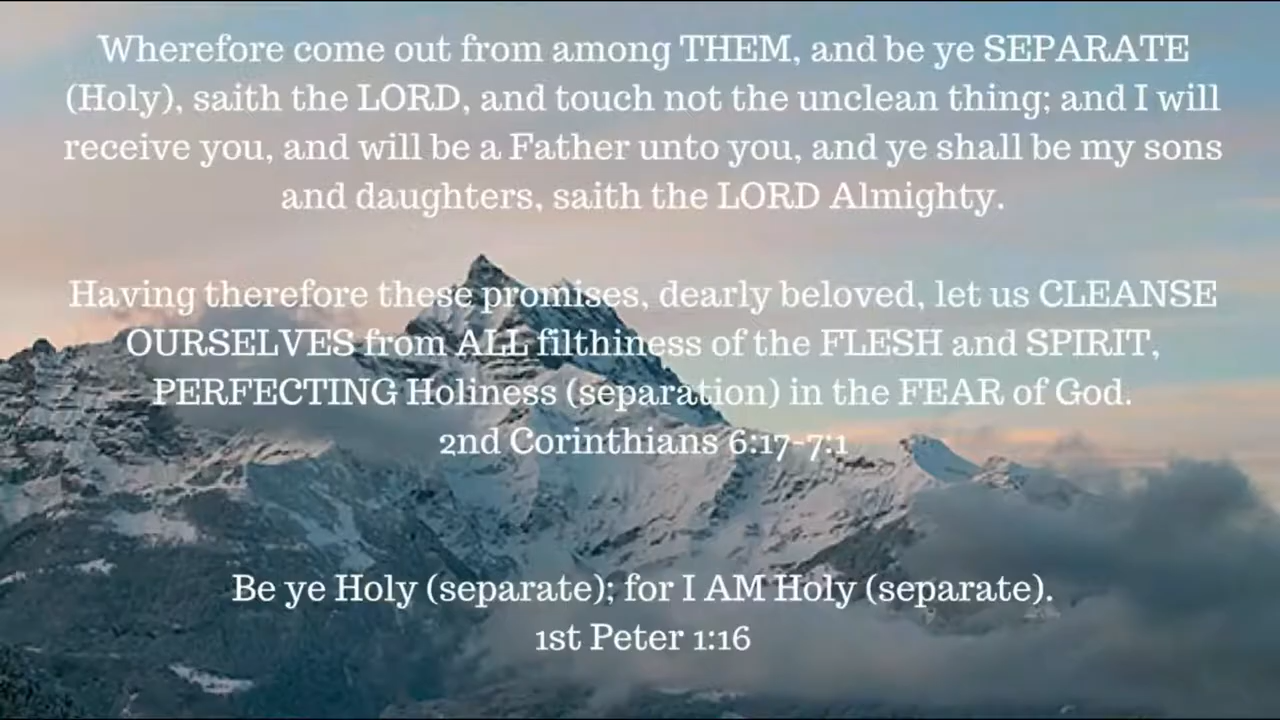 Wherefore come out from among THEM, and be ye SEPARATE
(Holy), saith the LORD, and touch not the unclean thing; and I will
receive you, and will be a Father unto you, and ye shall be my sons
and daughters, saith the LORD Almighty.
Having therefore these promises, dearly beloved, let us CLEANSE
OURSELVES from ALL filthiness of the FLESH and SPIRIT,
PERFECTING Holiness (separation) in the FEAR of God.
2nd Corinthians 6:17-7:1
Be ye Holy (separate); for I AM Holy (separate).
1st Peter 1:16